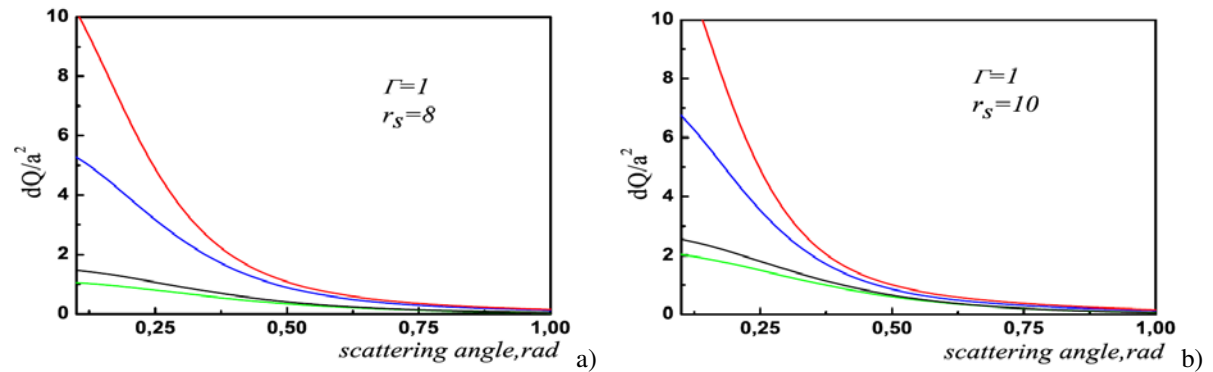 10
8
6
4
2
0
dQ/a²
Γ=1
r_s=8
0,25 0,50 0,75 1,00
scattering angle,rad
a)
10
8
6
4
2
0
dQ/a²
Γ=1
r_s=10
0,25 0,50 0,75 1,00
scattering angle,rad
b)